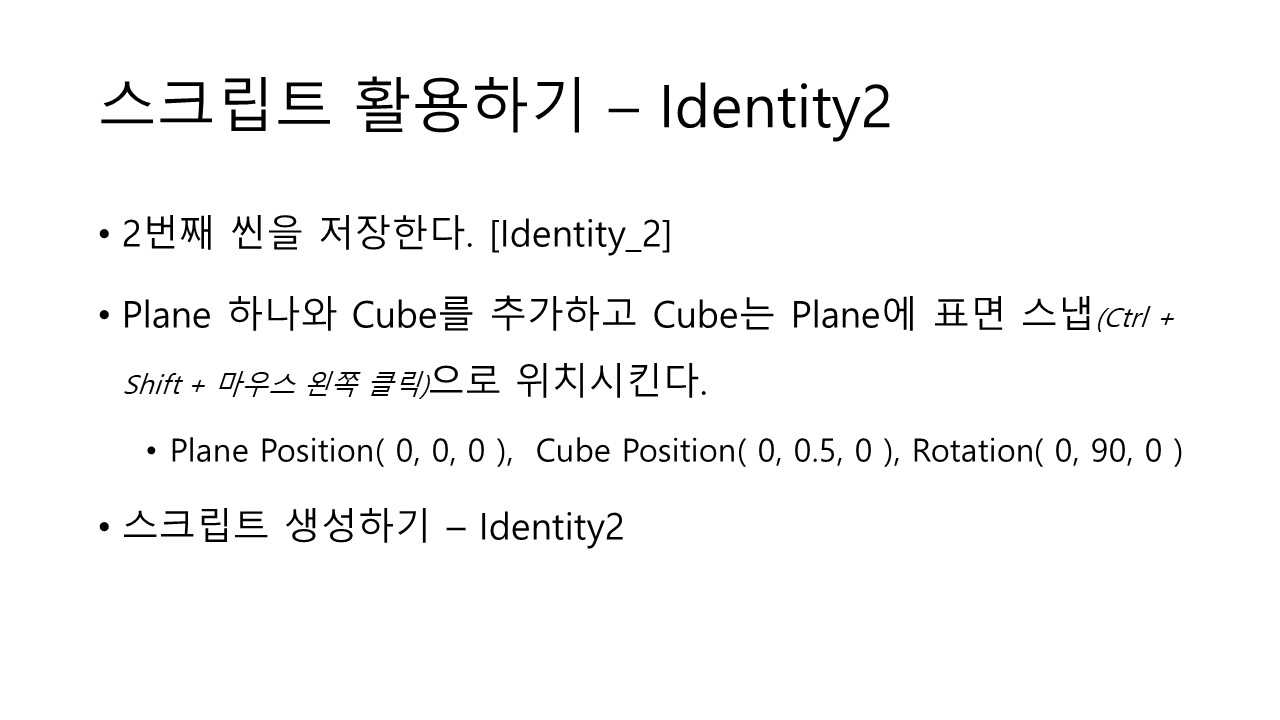 스크립트 활용하기 – Identity2
• 2번째 씬을 저장한다. [Identity_2]
• Plane 하나와 Cube를 추가하고 Cube는 Plane에 표면 스냅(Ctrl +
Shift + 마우스 왼쪽 클릭)으로 위치시킨다.
• Plane Position( 0, 0, 0 ),  Cube Position( 0, 0.5, 0 ), Rotation( 0, 90, 0 )
• 스크립트 생성하기 – Identity2